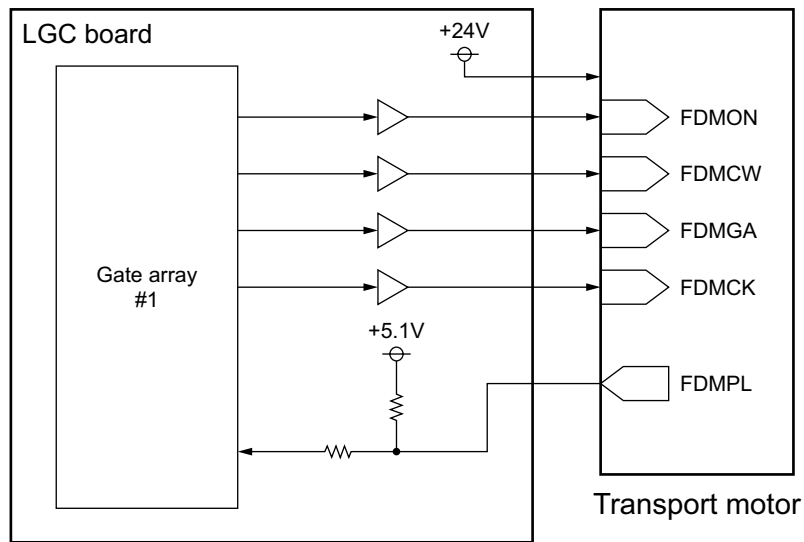 LGC board
+24V
FDMON
FDMCW
FDMGA
Gate array
#1
FDMCK
+5.1V
FDMPL
Transport motor